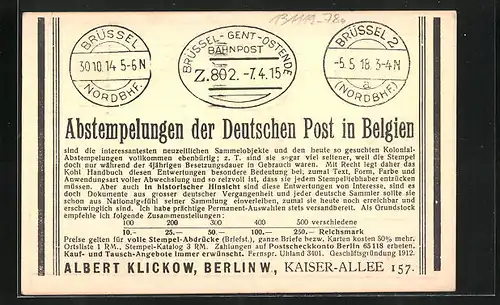 131119-780
BRÜSSEL
30 10. 14 5-6 N
(NORDBHF.)
BRÜSSEL - GENT - OSTENDE
BAHNPOST
Z.802. -7.4.15
BRÜSSEL 2
-5. 5 18. 3-4 N
a
(NORDBHF)
Abstempelungen der Deutschen Post in Belgien
sind die interessantesten neuzeitlichen Sammelobjekte und den heute so gesuchten Kolonial-
Abstempelungen vollkommen ebenbürtig; z. T. sind sie sogar viel seltener, weil die Stempel
doch nur während der 4jährigen Besetzungsdauer in Gebrauch waren. Mit Recht legt daher das
Kohl Handbuch diesen Entwertungen besondere Bedeutung bei, zumal Text, Form, Farbe und
Anwendungsart voller Abwechslung und so reizvoll ist, dass sie jedem Stempelliebhaber entzücken
müssen. Aber auch in historischer Hinsicht sind diese Entwertungen von Interesse, sind es
doch Dokumente aus grosser deutscher Vergangenheit und jeder deutsche Sammler sollte sie
schon aus Nationalgefühl seiner Sammlung einverleiben, zumal sie heute noch erreichbar und
erschwinglich sind. Ich habe prächtige Permanent-Auswahlen stets versandbereit. Als Grundstock
empfehle ich folgende Zusammenstellungen:
100 200 300 400 500 verschiedene
10.- 25.- 50.- 100.- 250.- Reichsmark
Preise gelten für volle Stempel-Abdrücke (Briefst.), ganze Briefe bezw. Karten kosten 50% mehr.
Ortsliste 1 RM., Stempel-Katalog 3 RM. Zahlungen auf Postscheckkonto Berlin 65118 erbeten.
Kauf- und Tausch-Angebote immer erwünscht. Fernspr. Uhland 3401. Geschäftsgründung 1912.
ALBERT KLICKOW, BERLIN W, KAISER-ALLEE 157.